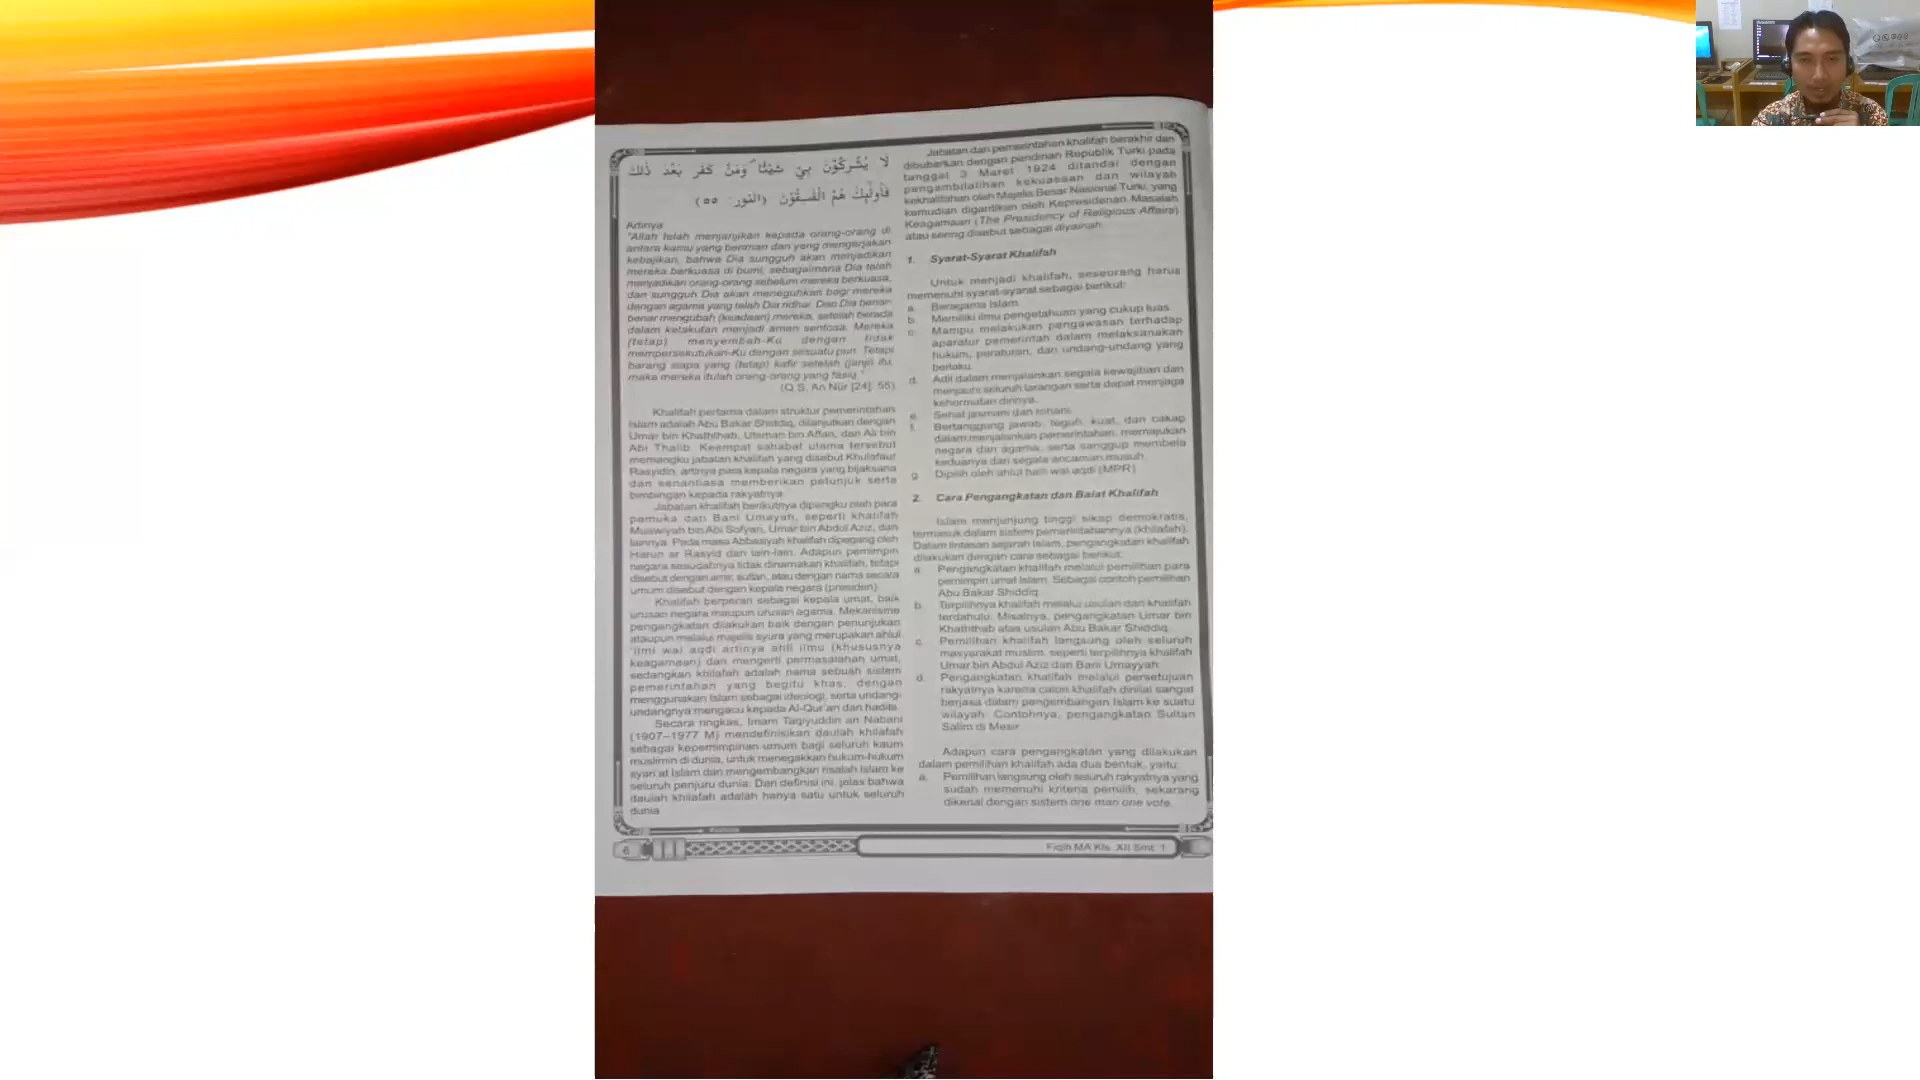 لَا يُشْرِكُوْنَ بِيْ شَيْـًٔاۗ وَمَنْ كَفَرَ بَعْدَ ذٰلِكَ
فَاُولٰۤىِٕكَ هُمُ الْفٰسِقُوْنَ (النور: ٥٥)
Artinya
"Allah telah menjanjikan kepada orang-orang di
antara kamu yang beriman dan yang mengerjakan
kebajikan, bahwa Dia sungguh akan menjadikan
mereka berkuasa di bumi, sebagaimana Dia telah
menjadikan orang-orang sebelum mereka berkuasa,
dan sungguh Dia akan meneguhkan bagi mereka
dengan agama yang telah Dia ridhai. Dan Dia benar-
benar mengubah (keadaan) mereka, setelah berada
dalam ketakutan menjadi aman sentosa. Mereka
(tetap) menyembah-Ku dengan tidak
mempersekutukan-Ku dengan sesuatu pun. Tetapi
barang siapa yang (tetap) kafir setelah (janji) itu,
maka mereka itulah orang-orang yang fasiq."
(Q.S. An Nûr [24]: 55)
Khalifah pertama dalam struktur pemerintahan
Islam adalah Abu Bakar Shiddiq, dilanjutkan dengan
Umar bin Khaththab, Utsman bin Affan, dan Ali bin
Abi Thalib. Keempat sahabat utama tersebut
memangku jabatan khalifah yang disebut Khulafaur
Rasyidin, artinya para kepala negara yang bijaksana
dan senantiasa memberikan petunjuk serta
bimbingan kepada rakyatnya.
Jabatan khalifah berikutnya dipangku oleh para
pemuka dari Bani Umayah, seperti khalifah
Muawiyah bin Abi Sofyan, Umar bin Abdul Aziz, dan
lainnya. Pada masa Abbasiyah khalifah dipegang oleh
Harun ar Rasyid dan lain-lain. Adapun pemimpin
negara sesudahnya tidak dinamakan khalifah, tetapi
disebut dengan amir, sultan, atau dengan nama secara
umum disebut dengan kepala negara (presiden).
Khalifah berperan sebagai kepala umat, baik
urusan negara maupun urusan agama. Mekanisme
pengangkatan dilakukan baik dengan penunjukan
ataupun melalui majelis syura yang merupakan ahlul
'ilmi wal aqdi artinya ahli ilmu (khususnya
keagamaan) dan mengerti permasalahan umat,
sedangkan khilafah adalah nama sebuah sistem
pemerintahan yang begitu khas, dengan
menggunakan Islam sebagai ideologi, serta undang-
undangnya mengacu kepada Al-Qur'an dan hadits.
Secara ringkas, Imam Taqiyuddin an Nabani
(1907–1977 M) mendefinisikan daulah khilafah
sebagai kepemimpinan umum bagi seluruh kaum
muslimin di dunia, untuk menegakkan hukum-hukum
syari'at Islam dan mengembangkan risalah Islam ke
seluruh penjuru dunia. Dari definisi ini, jelas bahwa
daulah khilafah adalah hanya satu untuk seluruh
dunia.
Jabatan dan pemerintahan khalifah berakhir dan
dibubarkan dengan pendirian Republik Turki pada
tanggal 3 Maret 1924 ditandai dengan
pengambilalihan kekuasaan dan wilayah
kekhalifahan oleh Majelis Besar Nasional Turki, yang
kemudian digantikan oleh Kepresidenan Masalah
Keagamaan (The Presidency of Religious Affairs)
atau sering disebut sebagai diyainah.
1. Syarat-Syarat Khalifah
Untuk menjadi khalifah, seseorang harus
memenuhi syarat-syarat sebagai berikut:
a. Beragama Islam.
b. Memiliki ilmu pengetahuan yang cukup luas.
c. Mampu melakukan pengawasan terhadap
aparatur pemerintah dalam melaksanakan
hukum, peraturan, dan undang-undang yang
berlaku.
d. Adil dalam menjalankan segala kewajiban dan
menjauhi seluruh larangan serta dapat menjaga
kehormatan dirinya.
e. Sehat jasmani dan rohani.
f. Bertanggung jawab, teguh, kuat, dan cakap
dalam menjalankan pemerintahan, memajukan
negara dan agama, serta sanggup membela
keduanya dari segala ancaman musuh.
g. Dipilih oleh ahlul halli wal aqdi (MPR)
2. Cara Pengangkatan dan Baiat Khalifah
Islam menjunjung tinggi sikap demokratis,
termasuk dalam sistem pemerintahannya (khilafah).
Dalam lintasan sejarah Islam, pengangkatan khalifah
dilakukan dengan cara sebagai berikut:
a. Pengangkatan khalifah melalui pemilihan para
pemimpin umat Islam. Sebagai contoh pemilihan
Abu Bakar Shiddiq.
b. Terpilihnya khalifah melalui usulan dari khalifah
terdahulu. Misalnya, pengangkatan Umar bin
Khaththab atas usulan Abu Bakar Shiddiq.
c. Pemilihan khalifah langsung oleh seluruh
masyarakat muslim, seperti terpilihnya khalifah
Umar bin Abdul Aziz dari Bani Umayyah.
d. Pengangkatan khalifah melalui persetujuan
rakyatnya karena calon khalifah dinilai sangat
berjasa dalam pengembangan Islam ke suatu
wilayah. Contohnya, pengangkatan Sultan
Salim di Mesir.
Adapun cara pengangkatan yang dilakukan
dalam pemilihan khalifah ada dua bentuk, yaitu:
a. Pemilihan langsung oleh seluruh rakyatnya yang
sudah memenuhi kriteria pemilih, sekarang
dikenal dengan sistem one man one vote.
6
Fiqih MA Kls. XII Smt. 1